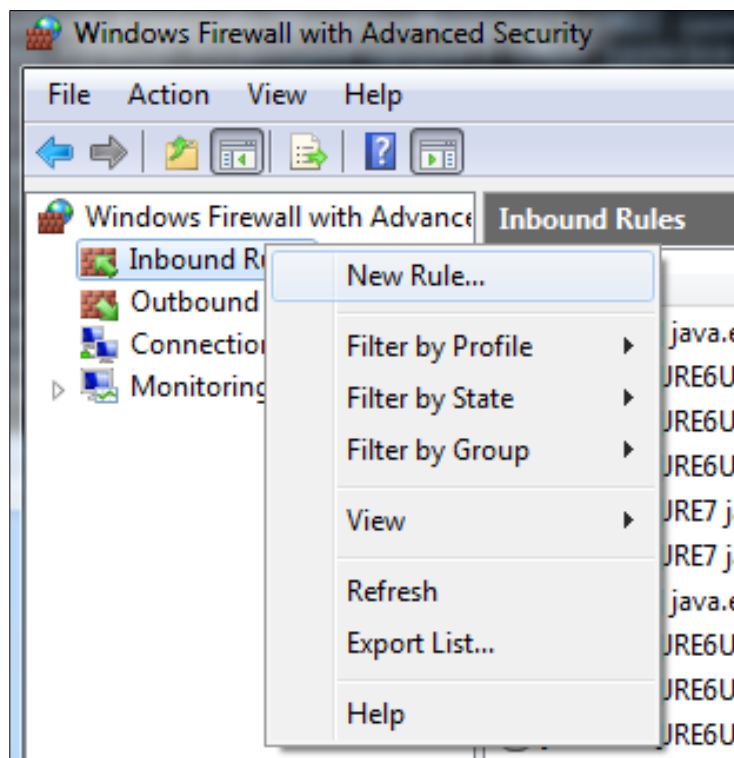 Windows Firewall with Advanced Security
File Action View Help
Windows Firewall with Advance
Inbound Rules
Inbound R
Outbound
Connection
Monitoring
New Rule...
Filter by Profile
Filter by State
Filter by Group
View
Refresh
Export List...
Help
java.e
JRE6U
JRE6U
JRE6U
JRE7 j
JRE7 j
java.e
JRE6U
JRE6U
JRE6U